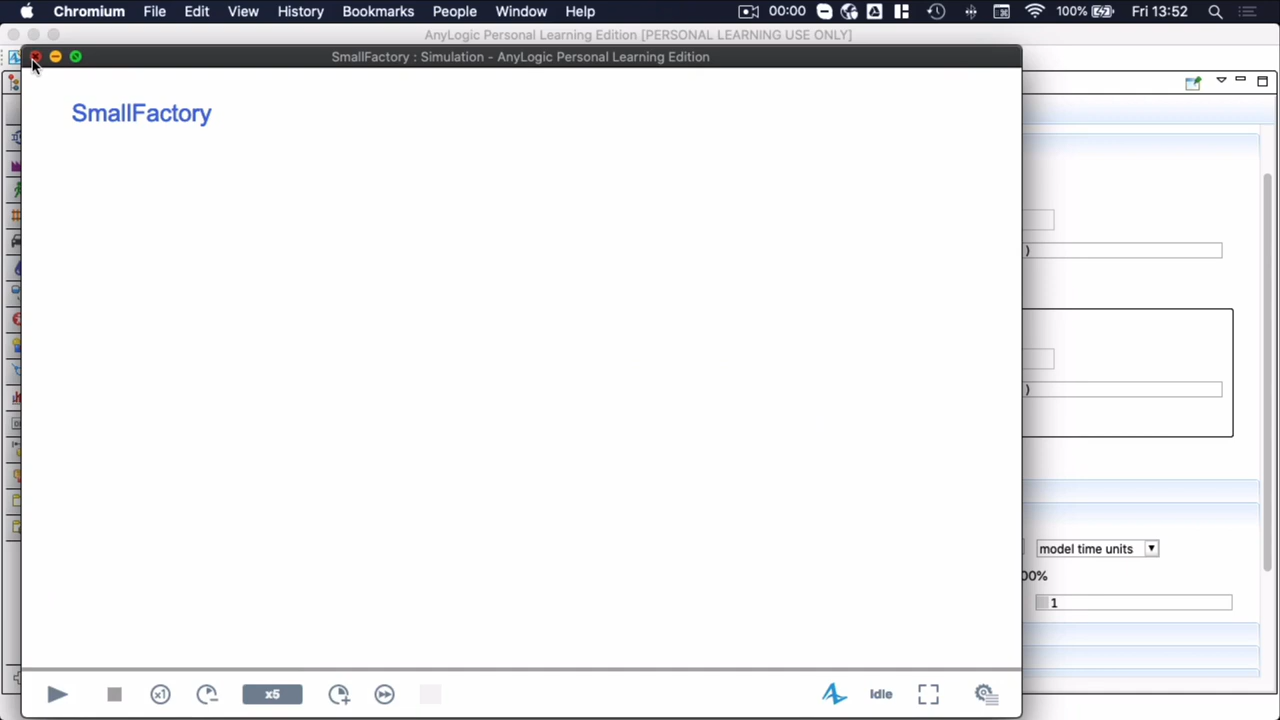 Chromium File Edit View History Bookmarks People Window Help 00:00 100% Fri 13:52
AnyLogic Personal Learning Edition [PERSONAL LEARNING USE ONLY]
SmallFactory : Simulation - AnyLogic Personal Learning Edition
SmallFactory
)
)
model time units
00%
1
x1 x5 Idle